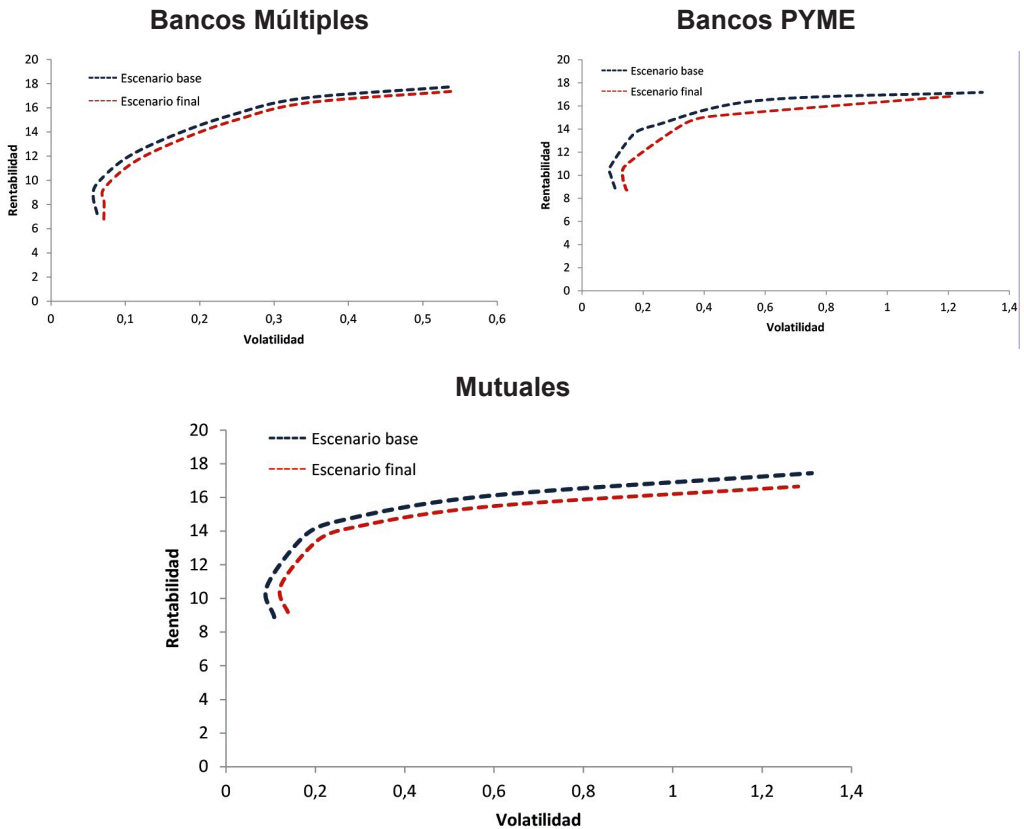 Bancos Múltiples
20
18
16
14
12
10
8
6
4
2
0
Rentabilidad
Escenario base
Escenario final
0 0,1 0,2 0,3 0,4 0,5 0,6
Volatilidad
Bancos PYME
20
18
16
14
12
10
8
6
4
2
0
Rentabilidad
Escenario base
Escenario final
0 0,2 0,4 0,6 0,8 1 1,2 1,4
Volatilidad
Mutuales
20
18
16
14
12
10
8
6
4
2
0
Rentabilidad
Escenario base
Escenario final
0 0,2 0,4 0,6 0,8 1 1,2 1,4
Volatilidad